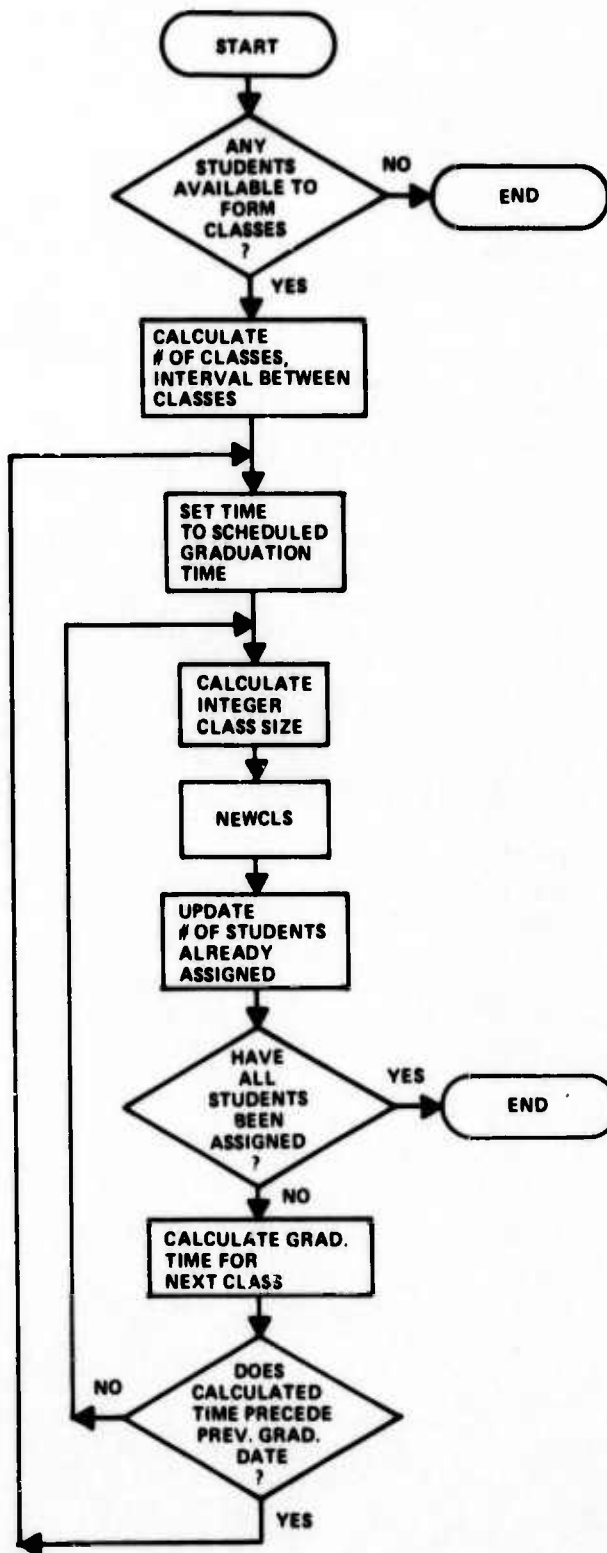 START
ANY
STUDENTS
AVAILABLE TO
FORM
CLASSES
?
NO
END
YES
CALCULATE
# OF CLASSES,
INTERVAL BETWEEN
CLASSES
SET TIME
TO SCHEDULED
GRADUATION
TIME
CALCULATE
INTEGER
CLASS SIZE
NEWCLS
UPDATE
# OF STUDENTS
ALREADY
ASSIGNED
HAVE
ALL
STUDENTS
BEEN
ASSIGNED
?
YES
END
NO
CALCULATE GRAD.
TIME FOR
NEXT CLASS
DOES
CALCULATED
TIME PRECEDE
PREV. GRAD.
DATE
?
NO
YES